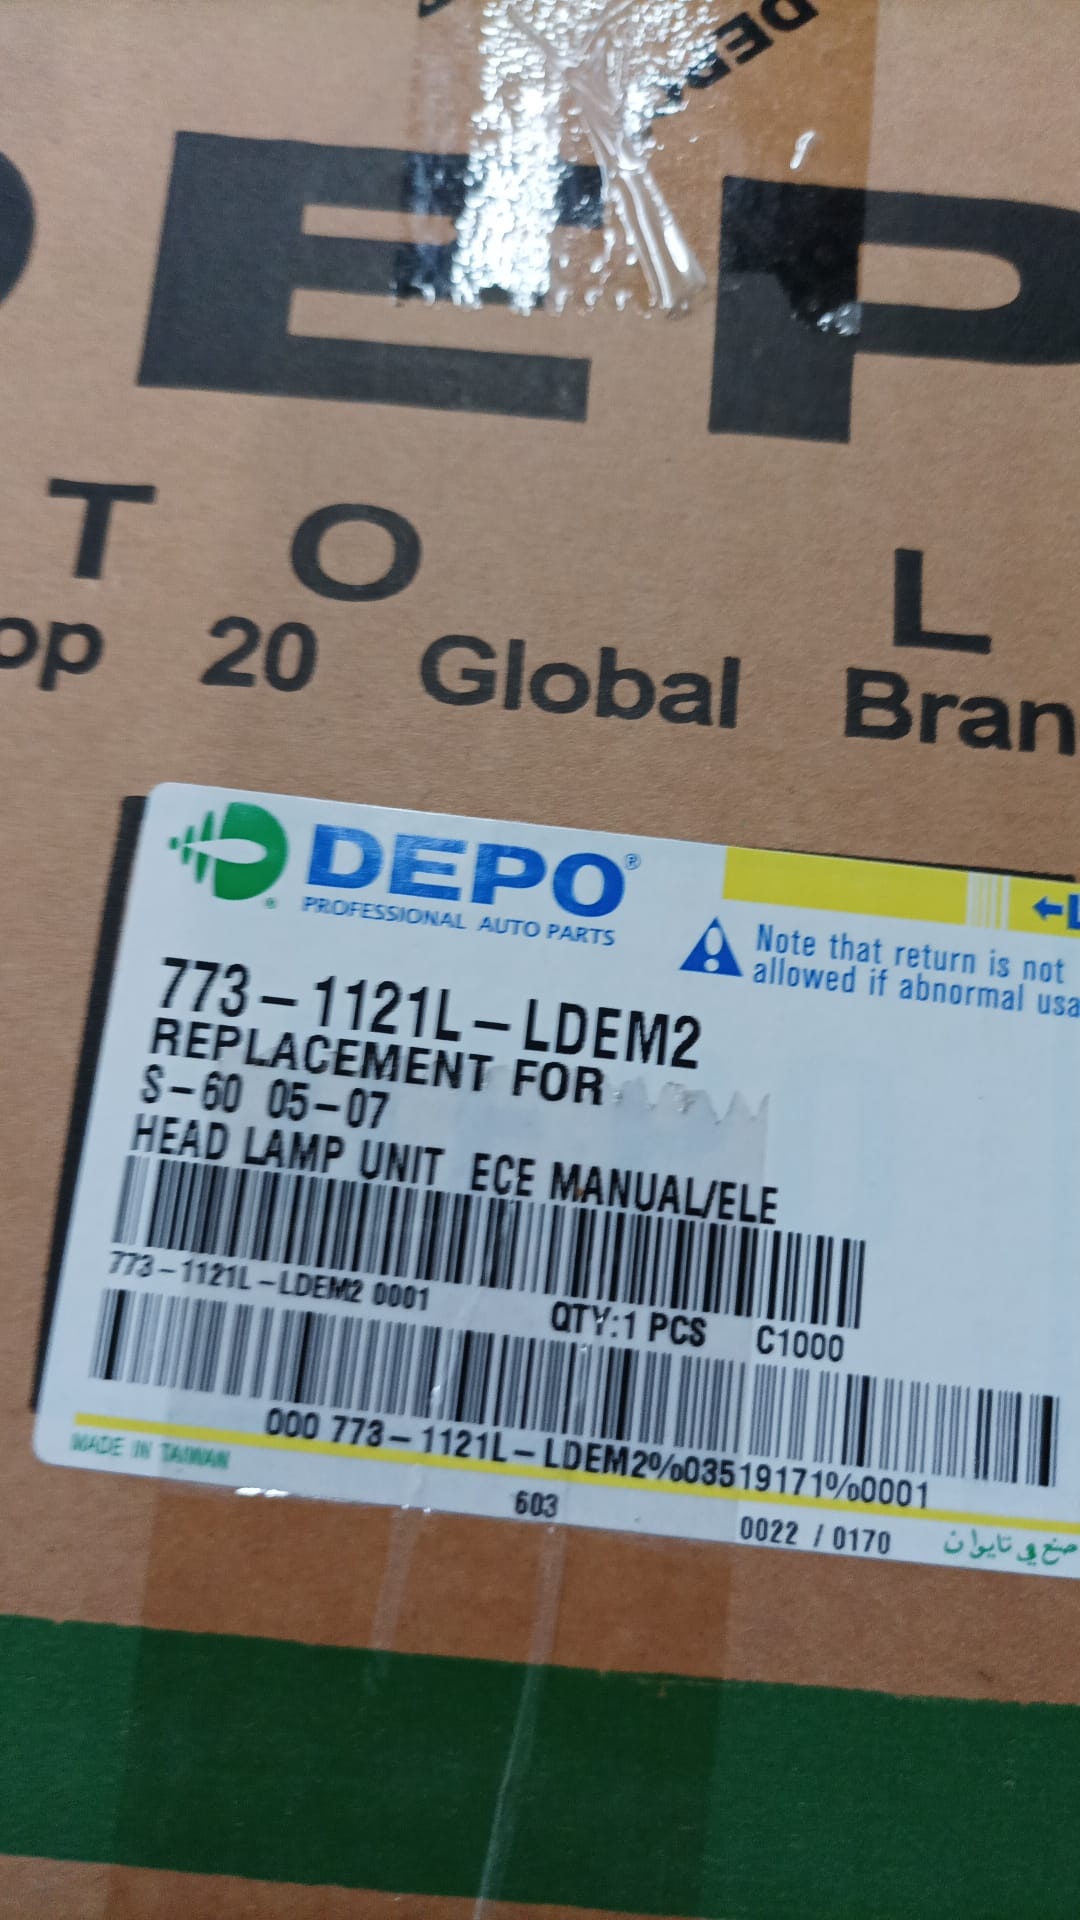 DEPO
EP
T O L
op 20 Global Bran
DEPO®
PROFESSIONAL AUTO PARTS
←L
Note that return is not
allowed if abnormal usa
773-1121L-LDEM2
REPLACEMENT FOR
S-60 05-07
HEAD LAMP UNIT ECE MANUAL/ELE
773-1121L-LDEM2 0001
QTY:1 PCS C1000
000 773-1121L-LDEM2%03519171%0001
MADE IN TAIWAN
603
0022 / 0170
صنع في تايوان